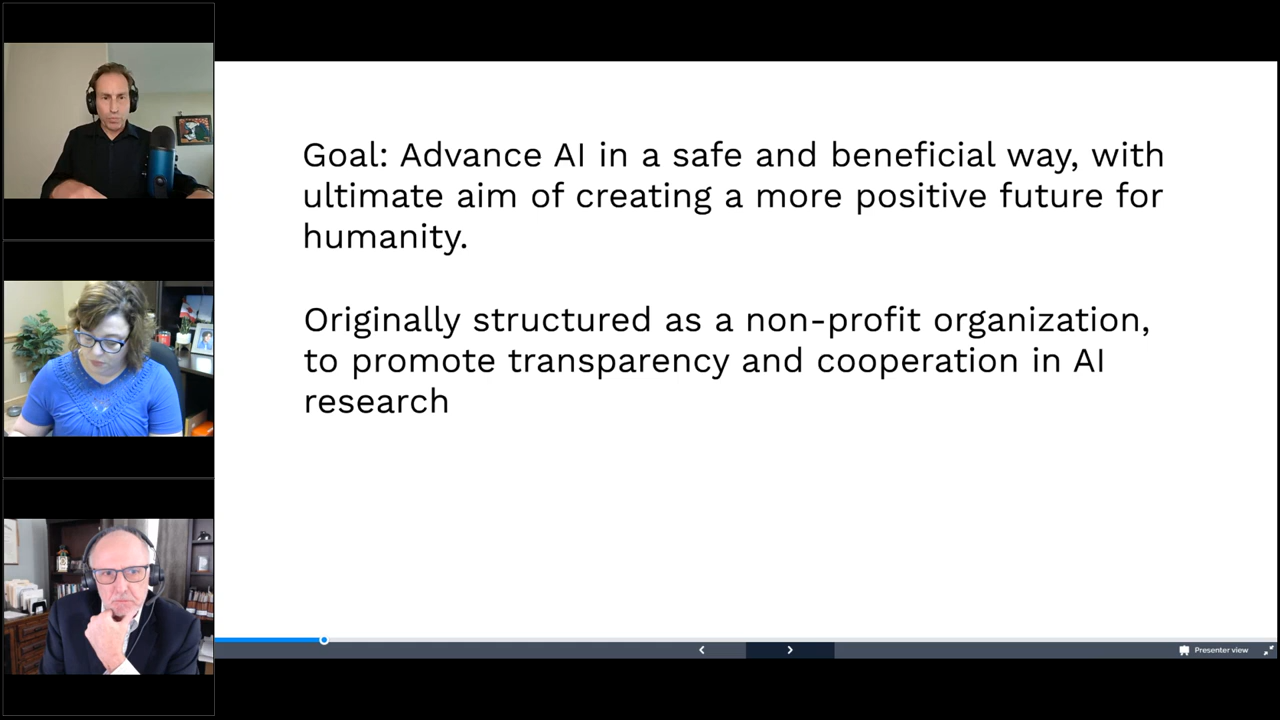 Goal: Advance AI in a safe and beneficial way, with
ultimate aim of creating a more positive future for
humanity.
Originally structured as a non-profit organization,
to promote transparency and cooperation in AI
research
Presenter view